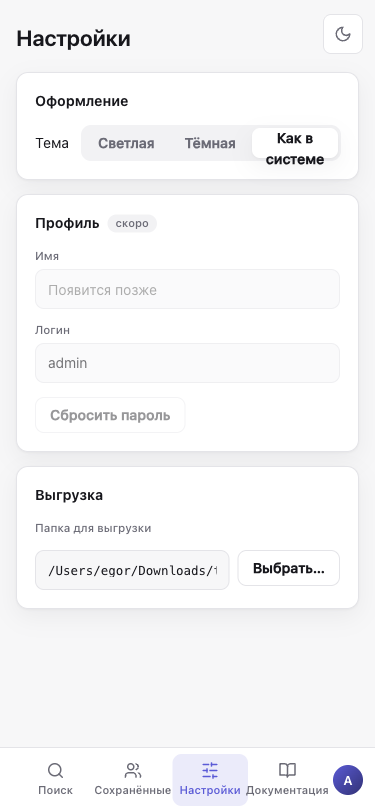 Настройки
Оформление
Тема
Светлая
Тёмная
Как в
системе
Профиль
скоро
Имя
Появится позже
Логин
admin
Сбросить пароль
Выгрузка
Папка для выгрузки
/Users/egor/Downloads/
Выбрать...
Поиск
Сохранённые
Настройки
Документация
A